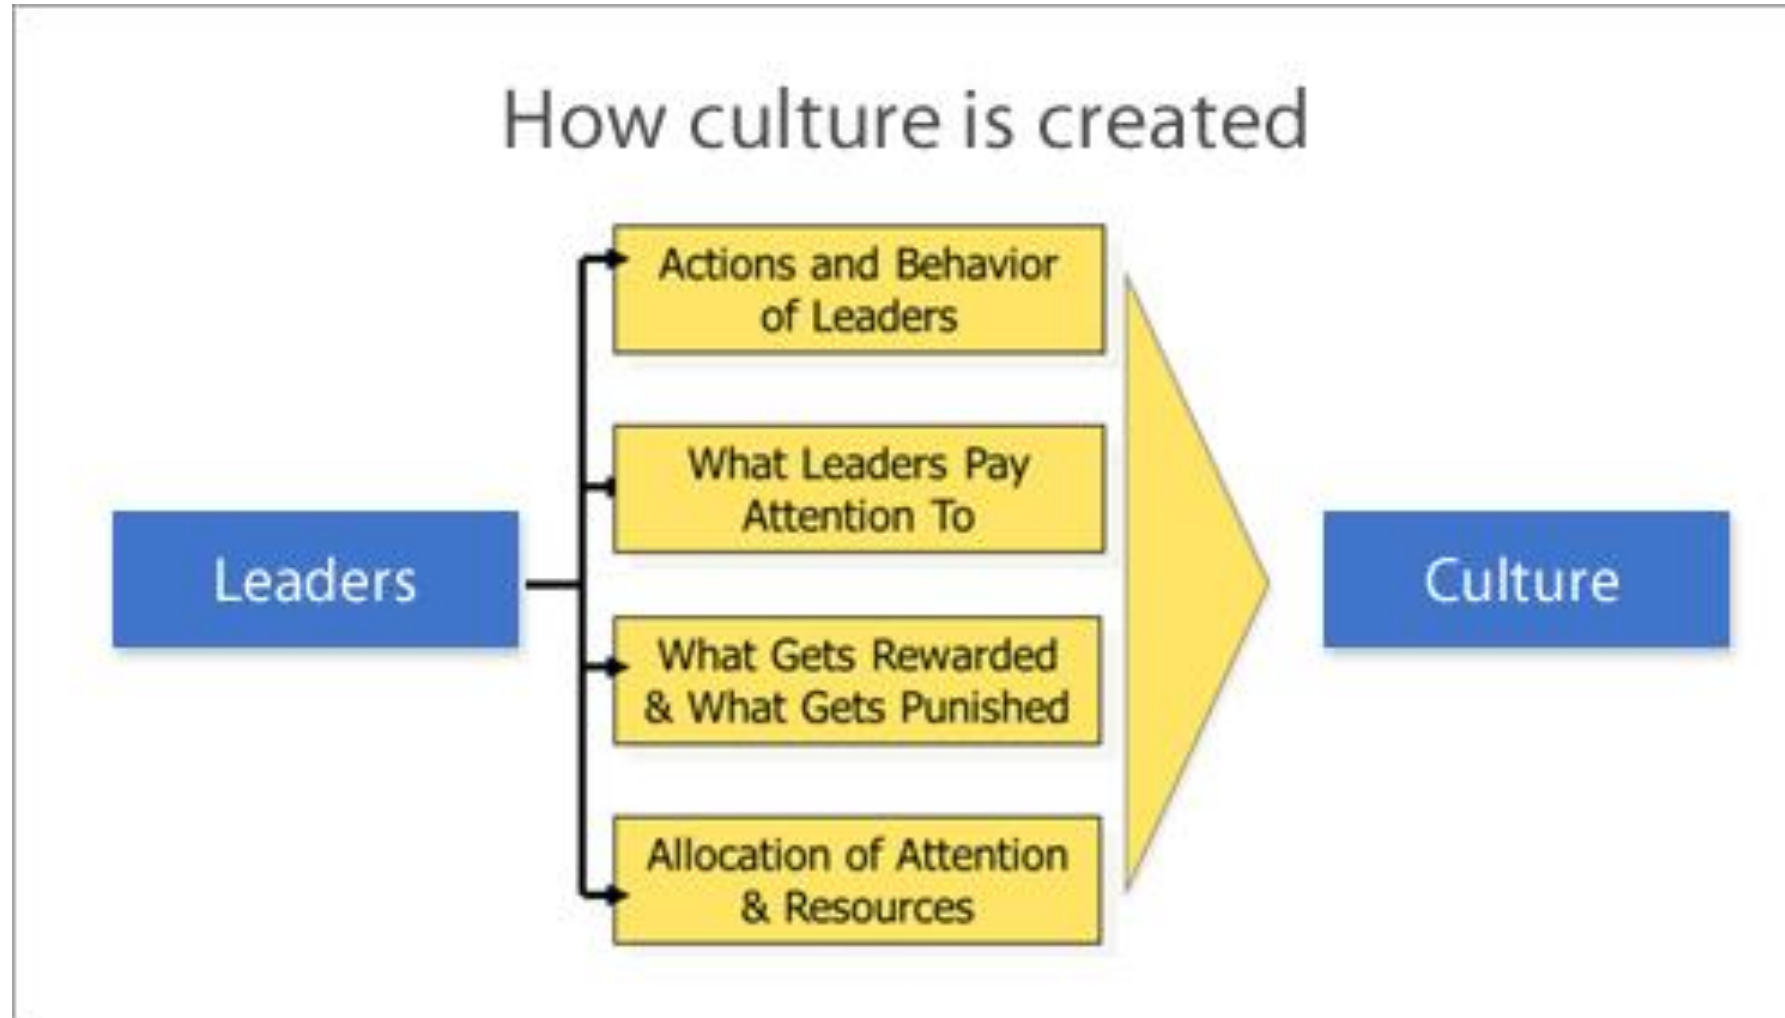 How culture is created
Actions and Behavior
of Leaders
What Leaders Pay
Attention To
Leaders
Culture
What Gets Rewarded
& What Gets Punished
Allocation of Attention
& Resources